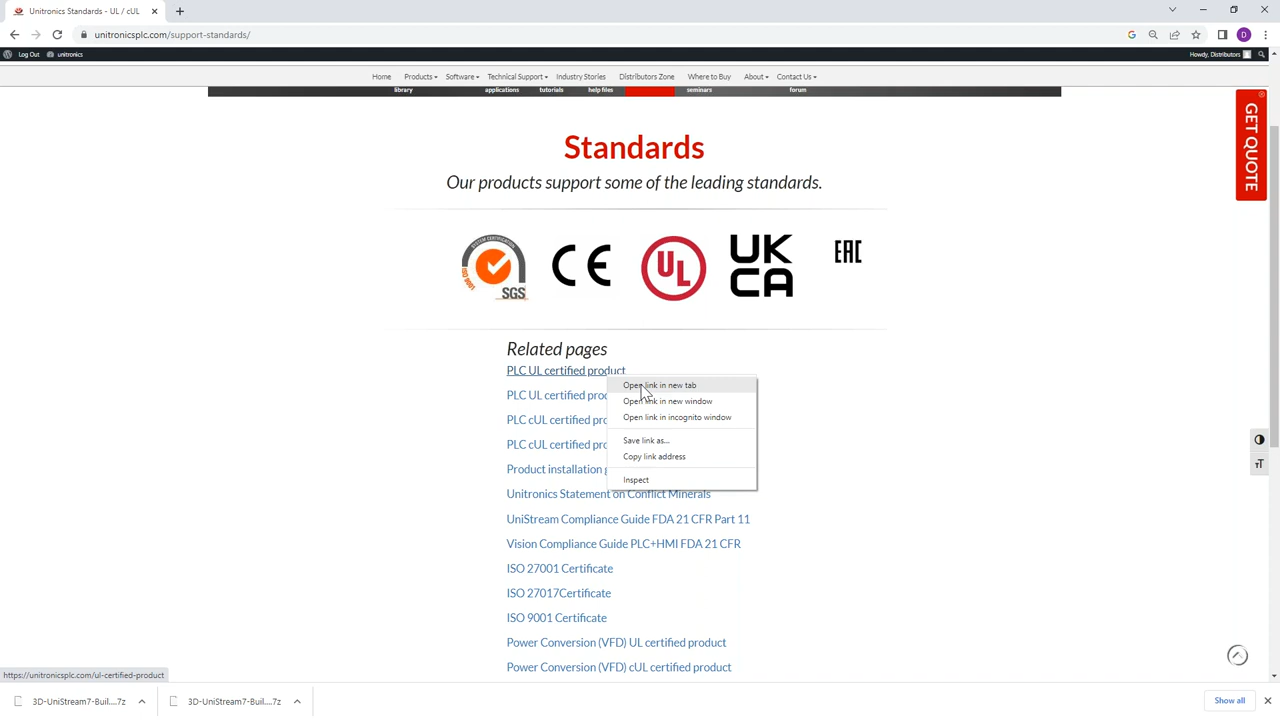 Unitronics Standards - UL / cUL
unitronicsplc.com/support-standards/
G
D
Log Out
unitronics
Howdy, Distributors
Home
Products
Software
Technical Support
Industry Stories
Distributors Zone
Where to Buy
About
Contact Us
library
applications
tutorials
help files
seminars
forum
GET QUOTE
Standards
Our products support some of the leading standards.
SYSTEM CERTIFICATION
ISO 9001
SGS
CE
UL
UK
CA
EAC
Related pages
PLC UL certified product
Open link in new tab
PLC UL certified
Open link in new window
PLC cUL certified
Open link in incognito window
PLC cUL certified
Save link as...
Copy link address
Product installation
Inspect
Unitronics Statement on Conflict Minerals
UniStream Compliance Guide FDA 21 CFR Part 11
Vision Compliance Guide PLC+HMI FDA 21 CFR
ISO 27001 Certificate
ISO 27017Certificate
ISO 9001 Certificate
Power Conversion (VFD) UL certified product
Power Conversion (VFD) cUL certified product
тT
https://unitronicsplc.com/ul-certified-product
3D-UniStream7-Buil....7z
3D-UniStream7-Buil....7z
Show all